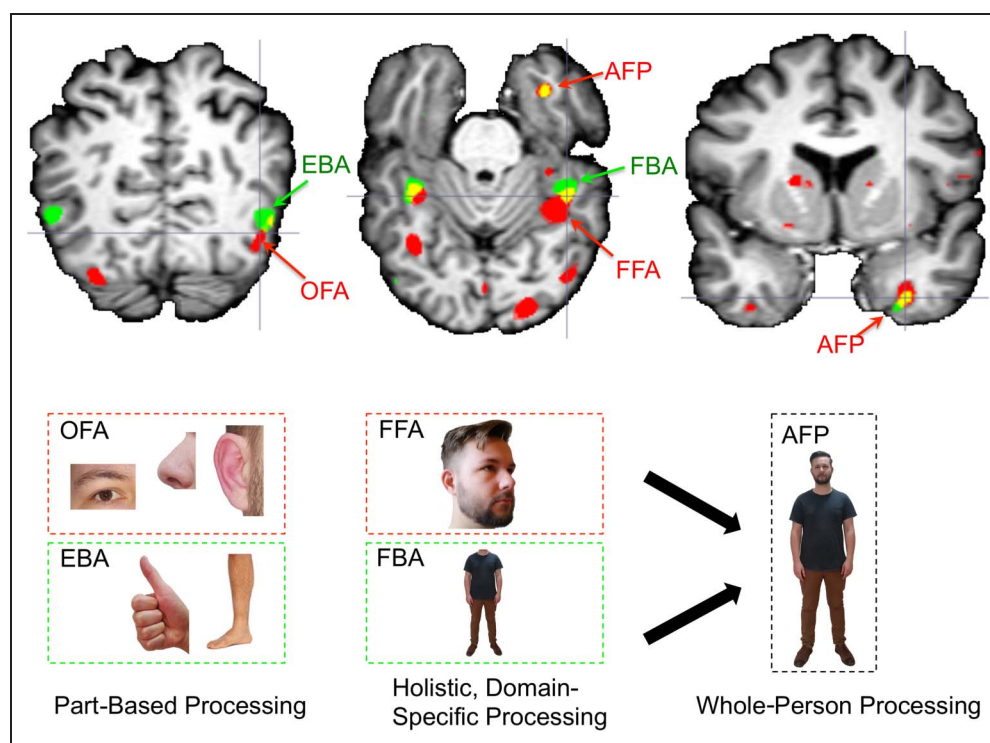 AFP
EBA
FBA
OFA
FFA
AFP
OFA
FFA
AFP
EBA
FBA
Part-Based Processing
Holistic, Domain-
Specific Processing
Whole-Person Processing